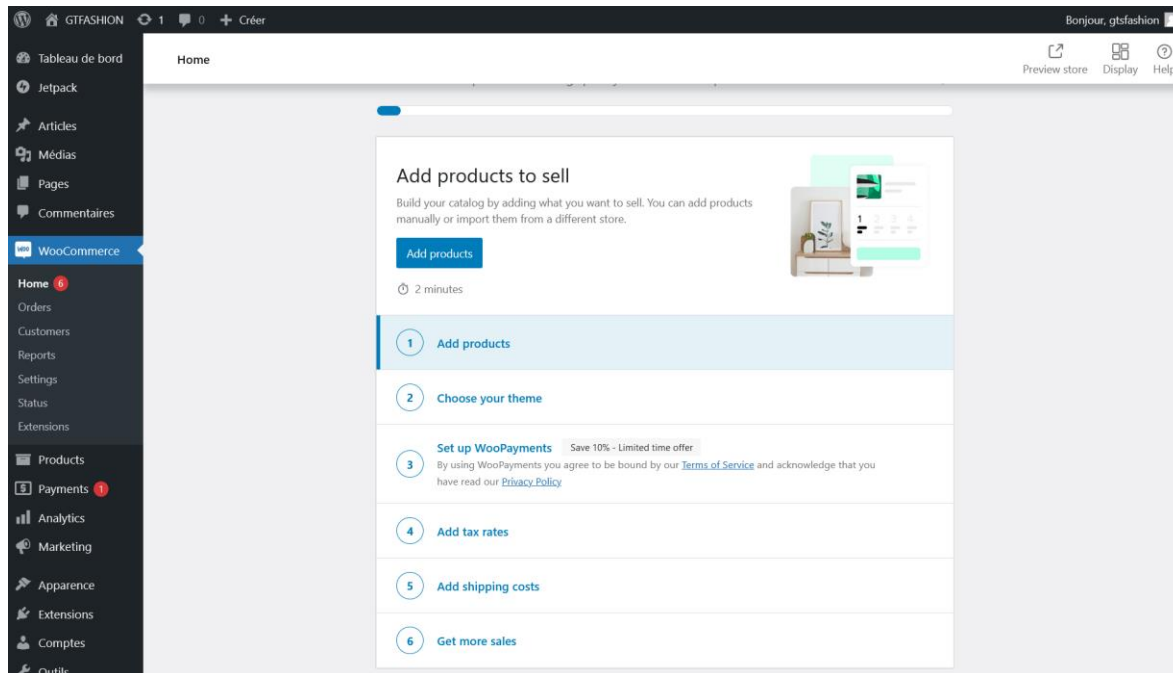 GTFASHION 1 0 + Créer
Bonjour, gtsfashion
Tableau de bord
Jetpack
Articles
Médias
Pages
Commentaires
WooCommerce
Home 6
Orders
Customers
Reports
Settings
Status
Extensions
Products
Payments 1
Analytics
Marketing
Apparence
Extensions
Comptes
Outils
Home
Preview store
Display
Help
Add products to sell
Build your catalog by adding what you want to sell. You can add products
manually or import them from a different store.
Add products
2 minutes
1 2 3 4
1 Add products
2 Choose your theme
3 Set up WooPayments Save 10% - Limited time offer
By using WooPayments you agree to be bound by our Terms of Service and acknowledge that you
have read our Privacy Policy
4 Add tax rates
5 Add shipping costs
6 Get more sales